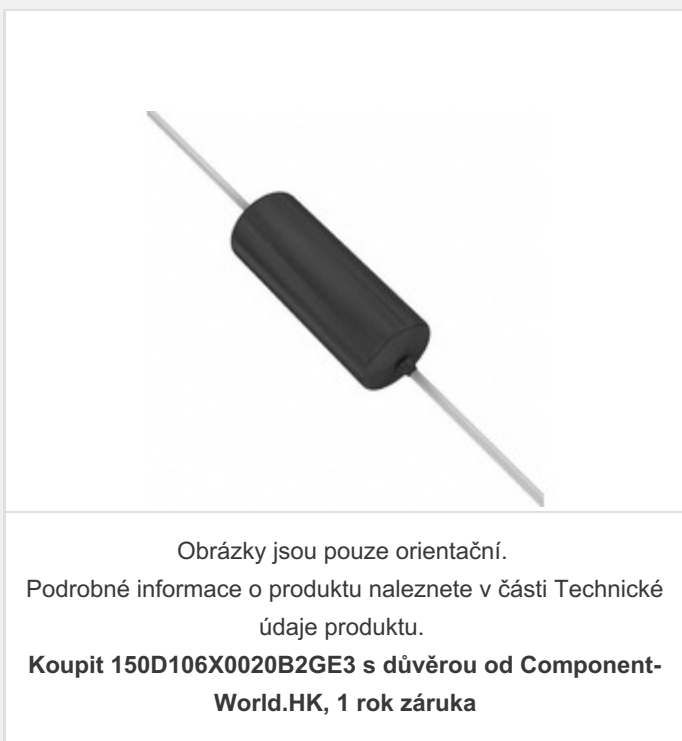 Obrázky jsou pouze orientační.
Podrobné informace o produktu naleznete v části Technické
údaje produktu.
Koupit 150D106X0020B2GE3 s důvěrou od Component-
World.HK, 1 rok záruka